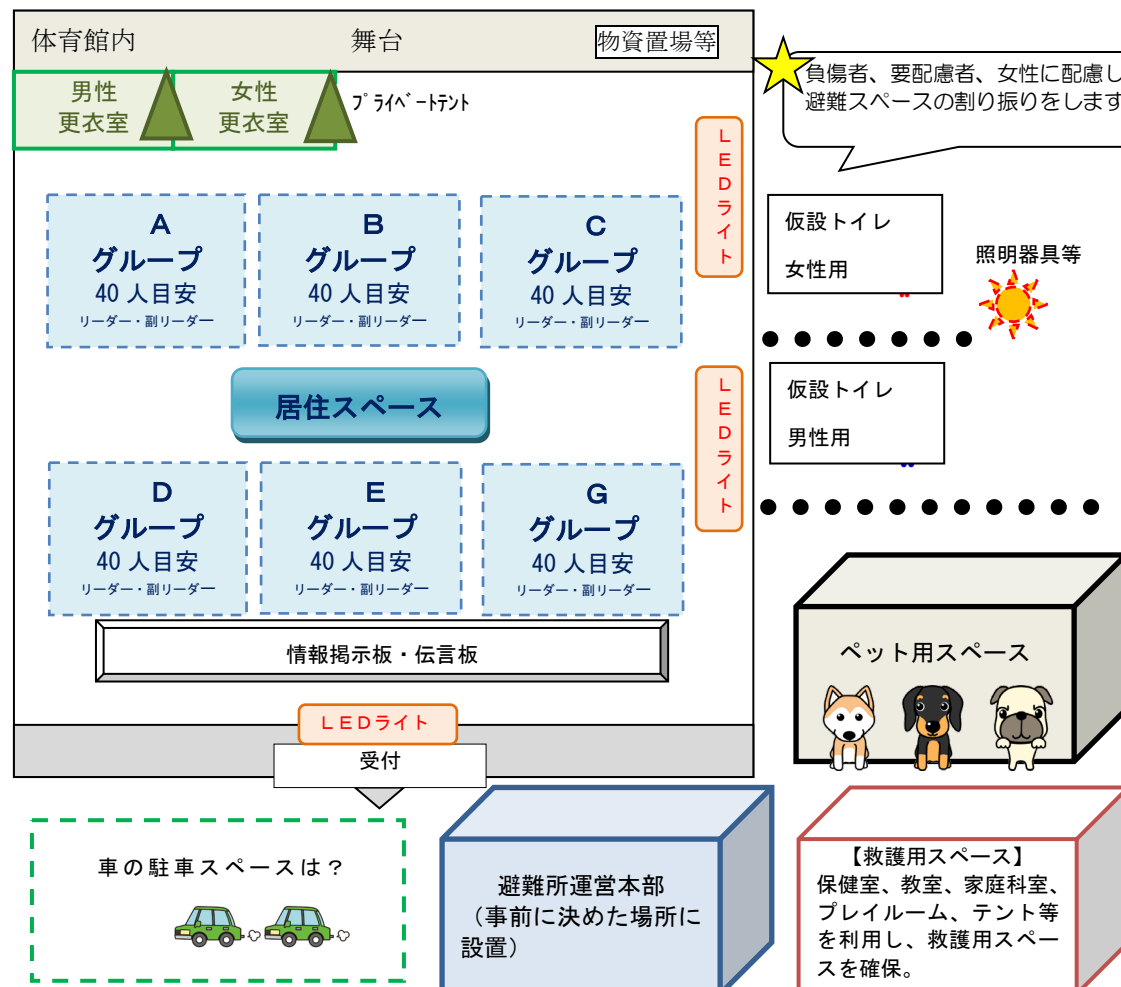 体育館内
舞台
物資置場等
男性
更衣室
女性
更衣室
プライベートテント
負傷者、要配慮者、女性に配慮し
避難スペースの割り振りをします
LEDライト
A
グループ
40 人目安
リーダー・副リーダー
B
グループ
40 人目安
リーダー・副リーダー
C
グループ
40 人目安
リーダー・副リーダー
仮設トイレ
女性用
照明器具等
居住スペース
LEDライト
仮設トイレ
男性用
D
グループ
40 人目安
リーダー・副リーダー
E
グループ
40 人目安
リーダー・副リーダー
G
グループ
40 人目安
リーダー・副リーダー
情報掲示板・伝言板
ペット用スペース
LEDライト
受付
車の駐車スペースは？
避難所運営本部
（事前に決めた場所に
設置）
【救護用スペース】
保健室、教室、家庭科室、
プレイルーム、テント等
を利用し、救護用スペー
スを確保。